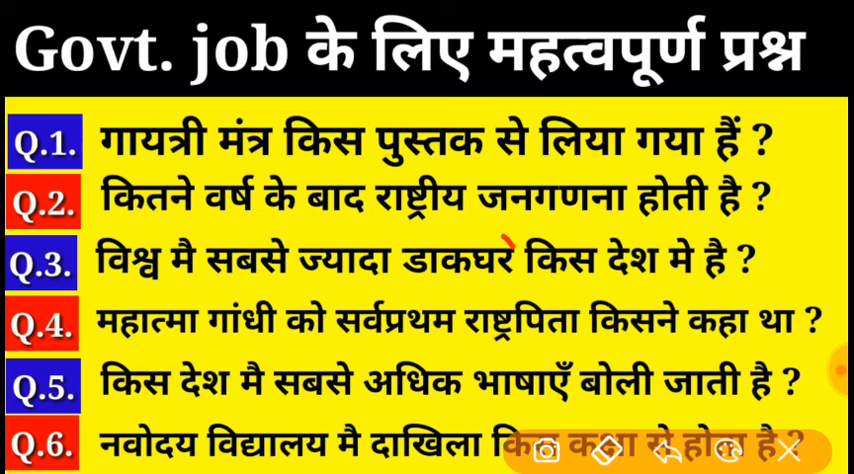 Govt. job के लिए महत्वपूर्ण प्रश्न
Q.1. गायत्री मंत्र किस पुस्तक से लिया गया हैं ?
Q.2. कितने वर्ष के बाद राष्ट्रीय जनगणना होती है ?
Q.3. विश्व मै सबसे ज्यादा डाकघर किस देश मे है ?
Q.4. महात्मा गांधी को सर्वप्रथम राष्ट्रपिता किसने कहा था ?
Q.5. किस देश मै सबसे अधिक भाषाएँ बोली जाती है ?
Q.6. नवोदय विद्यालय मै दाखिला किस कक्षा से होता है ?